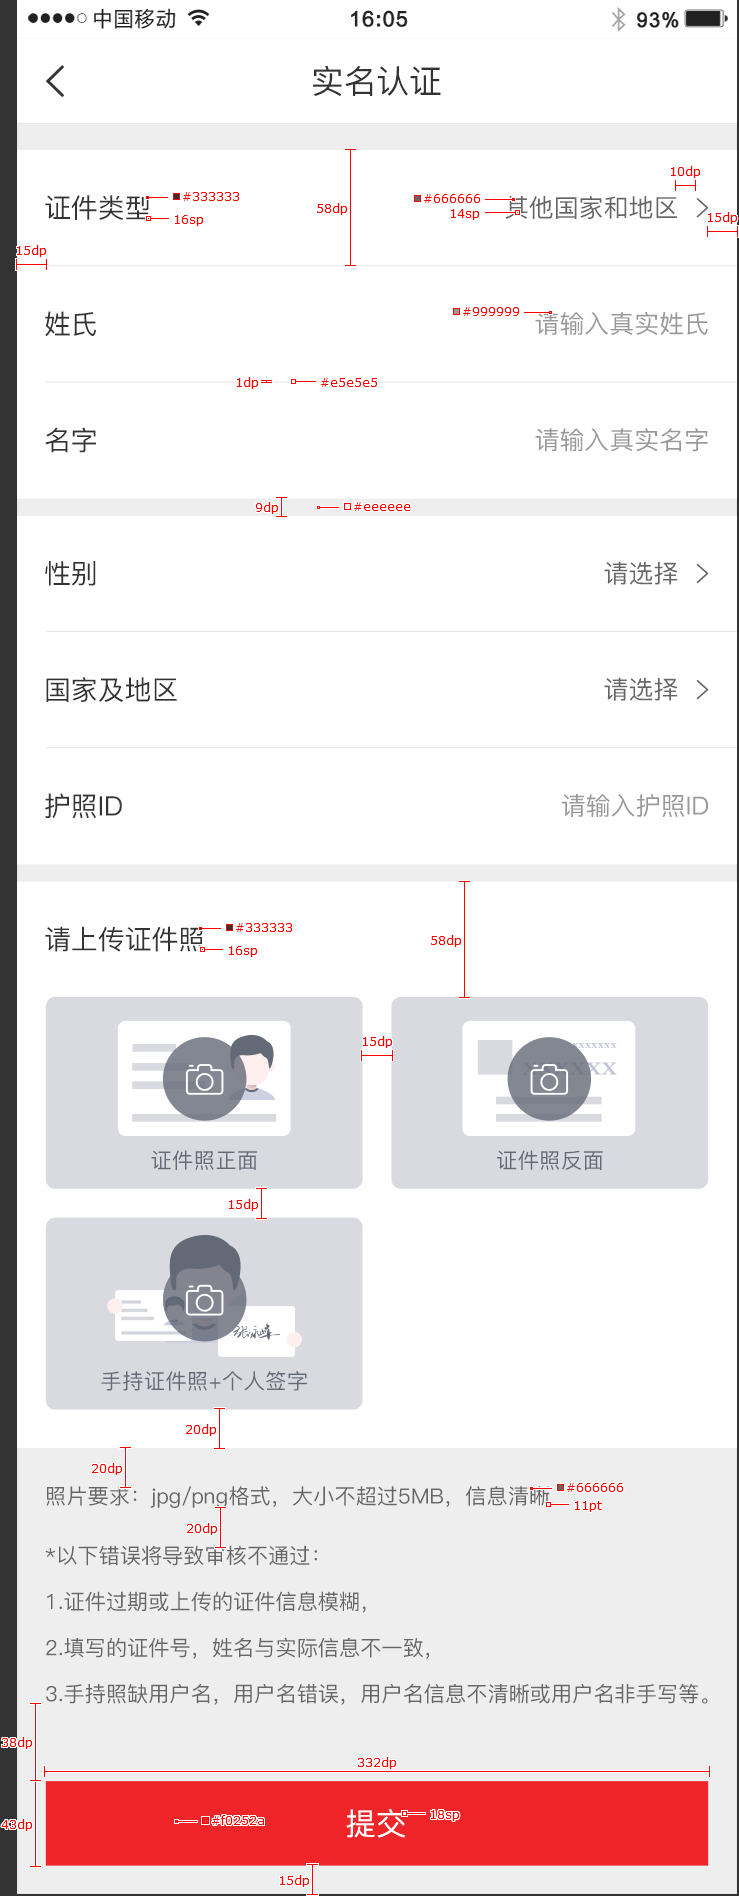 中国移动 16:05 93%
实名认证
10dp
证件类型 #333333 58dp #666666 其他国家和地区
16sp 14sp 15dp
15dp
姓氏 #999999 请输入真实姓氏
1dp #e5e5e5
名字 请输入真实名字
9dp #eeeeee
性别 请选择
国家及地区 请选择
护照ID 请输入护照ID
请上传证件照 #333333 58dp
16sp
15dp
xxxxxxx
XXXXXX
证件照正面 证件照反面
15dp
手持证件照+个人签字
20dp
20dp
照片要求：jpg/png格式，大小不超过5MB，信息清晰 #666666
11pt
20dp
*以下错误将导致审核不通过：
1.证件过期或上传的证件信息模糊，
2.填写的证件号，姓名与实际信息不一致，
3.手持照缺用户名，用户名错误，用户名信息不清晰或用户名非手写等。
38dp
332dp
43dp #f0252a 提交 18sp
15dp